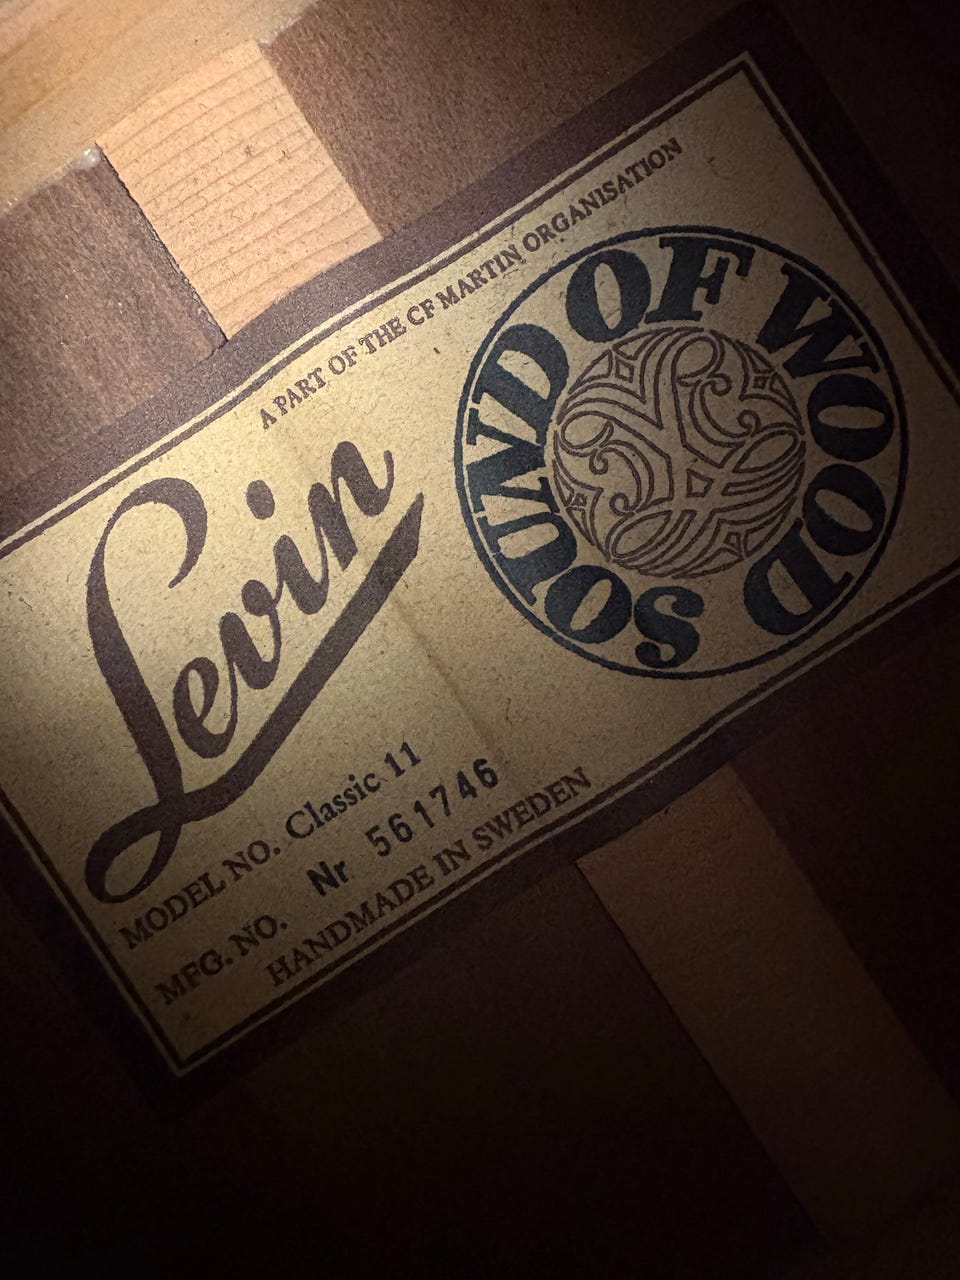 A PART OF THE CF MARTIN ORGANISATION
Levin
SOUND OF WOOD
MODEL NO. Classic 11
MFG. NO. Nr 561746
HANDMADE IN SWEDEN